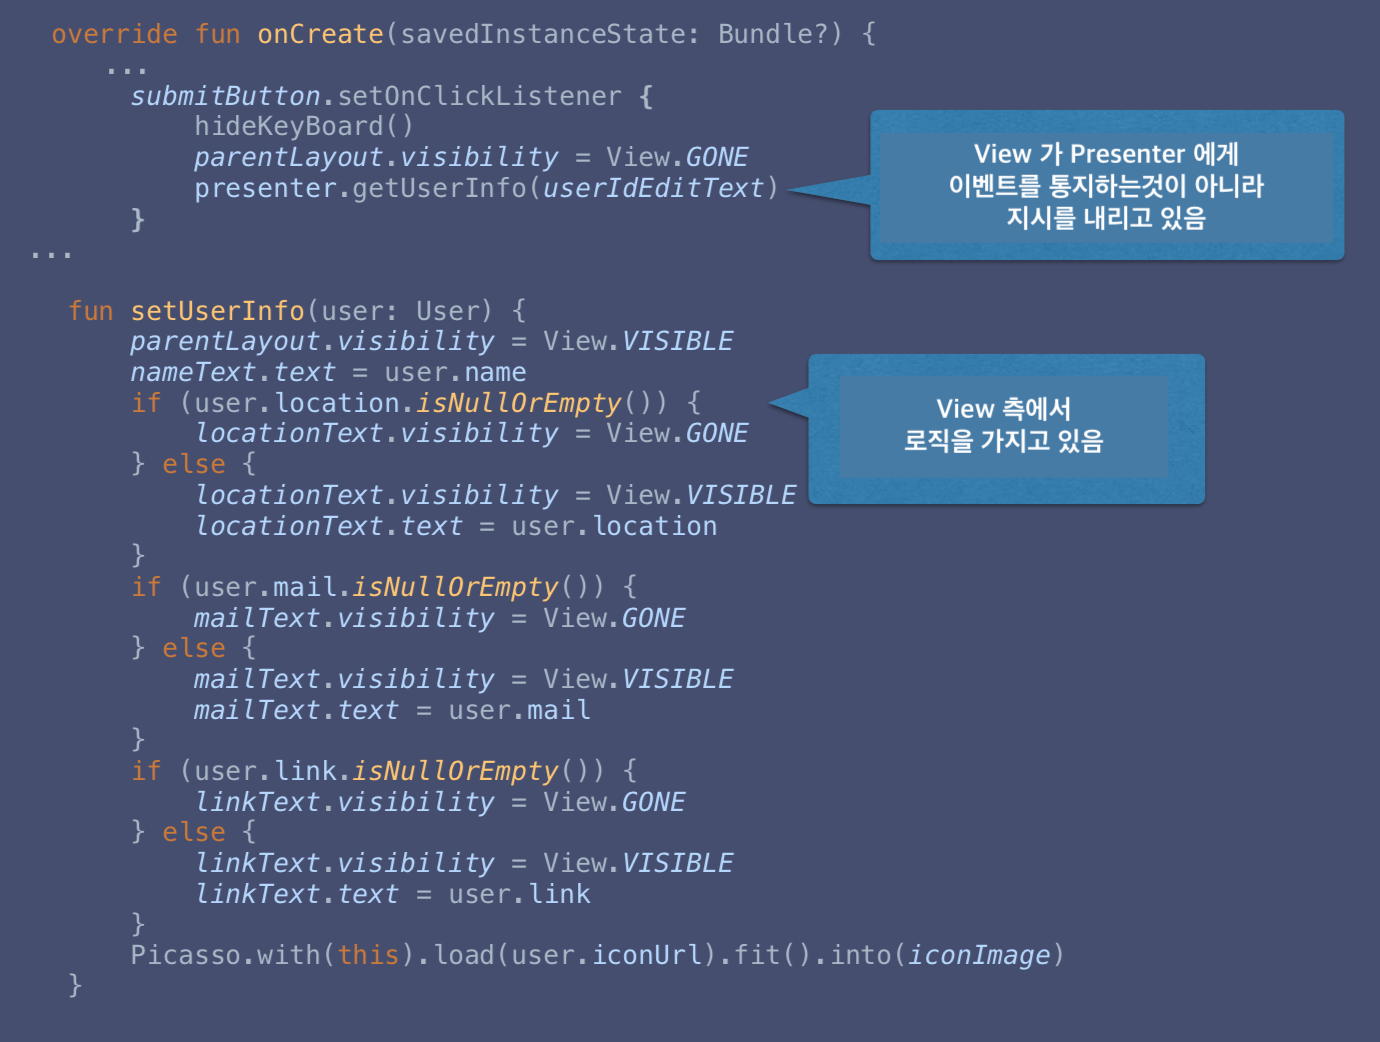 override fun onCreate(savedInstanceState: Bundle?) {
...
submitButton.setOnClickListener {
hideKeyBoard()
parentLayout.visibility = View.GONE
presenter.getUserInfo(userIdEditText)
}
View 가 Presenter 에게
이벤트를 통지하는것이 아니라
지시를 내리고 있음
...
fun setUserInfo(user: User) {
parentLayout.visibility = View.VISIBLE
nameText.text = user.name
if (user.location.isNullOrEmpty()) {
locationText.visibility = View.GONE
} else {
locationText.visibility = View.VISIBLE
locationText.text = user.location
}
View 측에서
로직을 가지고 있음
if (user.mail.isNullOrEmpty()) {
mailText.visibility = View.GONE
} else {
mailText.visibility = View.VISIBLE
mailText.text = user.mail
}
if (user.link.isNullOrEmpty()) {
linkText.visibility = View.GONE
} else {
linkText.visibility = View.VISIBLE
linkText.text = user.link
}
Picasso.with(this).load(user.iconUrl).fit().into(iconImage)
}